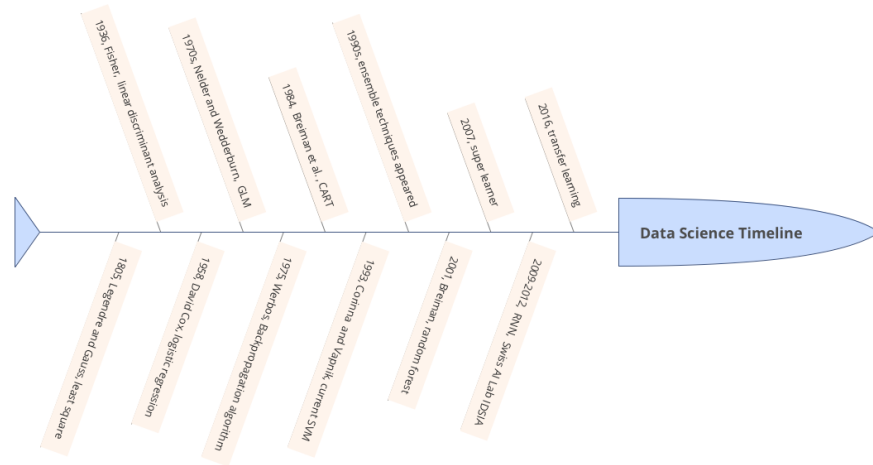 1936, Fisher, linear discriminant analysis
1970s, Nelder and Wedderburn, GLM
1984, Breiman et al., CART
1990s, ensemble techniques appeared
2007, super learner
2016, transfer learning
Data Science Timeline
1805, Legendre and Gauss, least square
1958, David Cox, logistic regression
1975, Werbos, Backpropagation algorithm
1993, Corinna and Vapnik, current SVM
2001, Breiman, random forest
2009-2012, RNN, Swiss AI Lab IDSIA